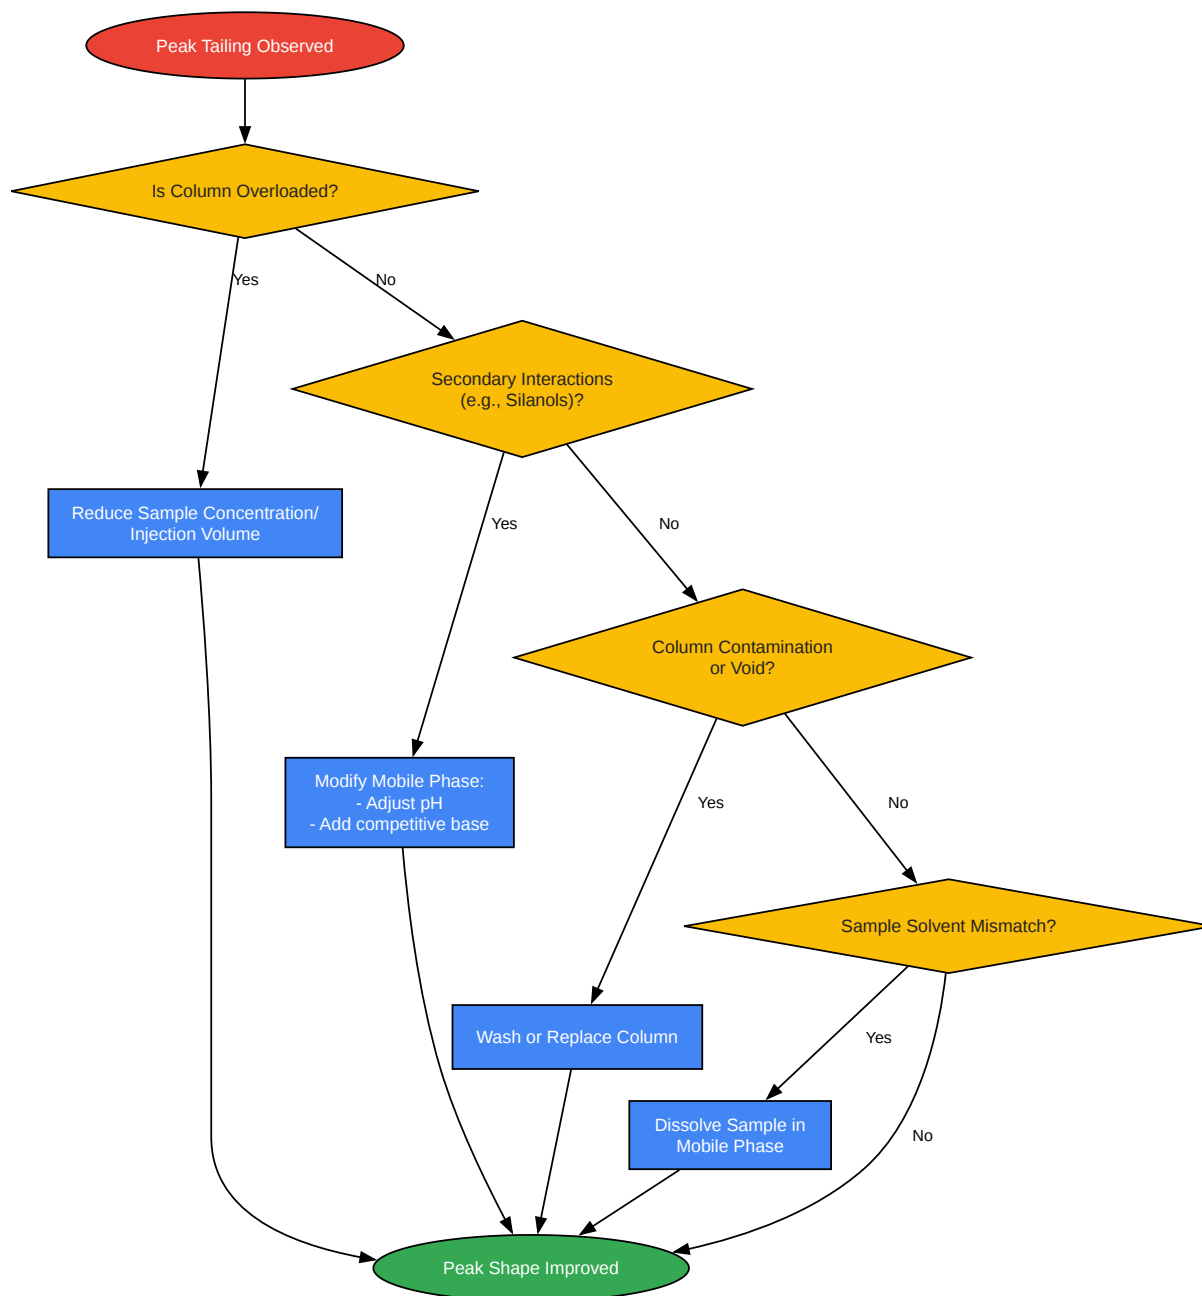 Peak Tailing Observed
Is Column Overloaded?
Yes
No
Secondary Interactions
(e.g., Silanols)?
Reduce Sample Concentration/
Injection Volume
Yes
No
Column Contamination
or Void?
Modify Mobile Phase:
- Adjust pH
- Add competitive base
Yes
No
Sample Solvent Mismatch?
Wash or Replace Column
Yes
Dissolve Sample in
Mobile Phase
No
Peak Shape Improved